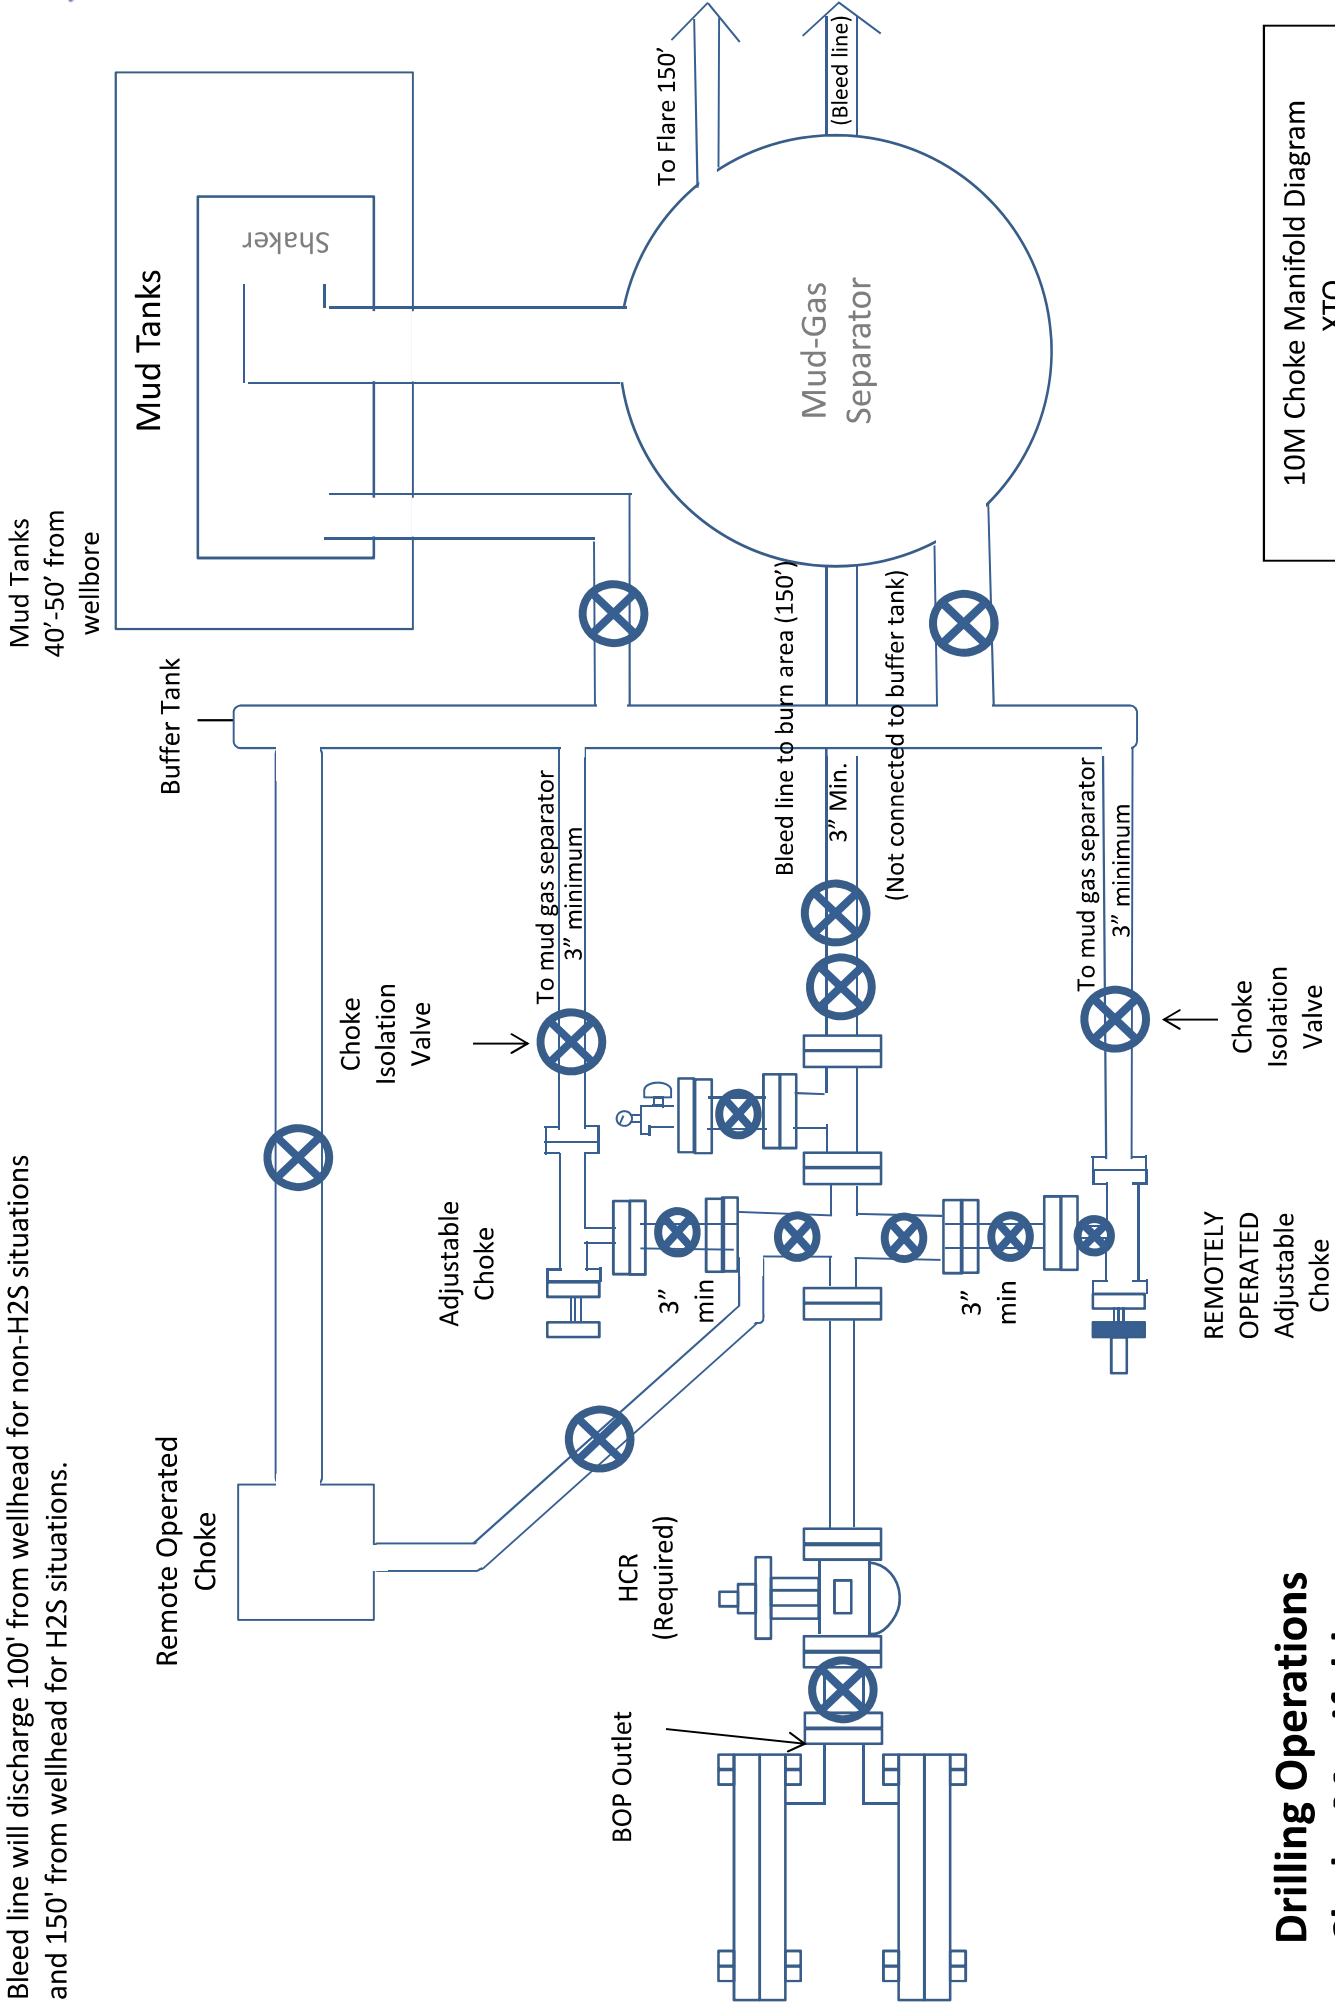 Bleed line will discharge 100' from wellhead for non-H2S situations
and 150' from wellhead for H2S situations.
Mud Tanks
40’-50’ from
wellbore
Mud Tanks
Shaker
Buffer Tank
Remote Operated
Choke
Choke
Isolation
Valve
Adjustable
Choke
To mud gas separator
3” minimum
To Flare 150’
(Bleed line)
Mud-Gas
Separator
BOP Outlet
HCR
(Required)
3”
min
Bleed line to burn area (150’)
3” Min.
(Not connected to buffer tank)
3”
min
To mud gas separator
3” minimum
REMOTELY
OPERATED
Adjustable
Choke
Choke
Isolation
Valve
Drilling Operations
10M Choke Manifold Diagram
XTO